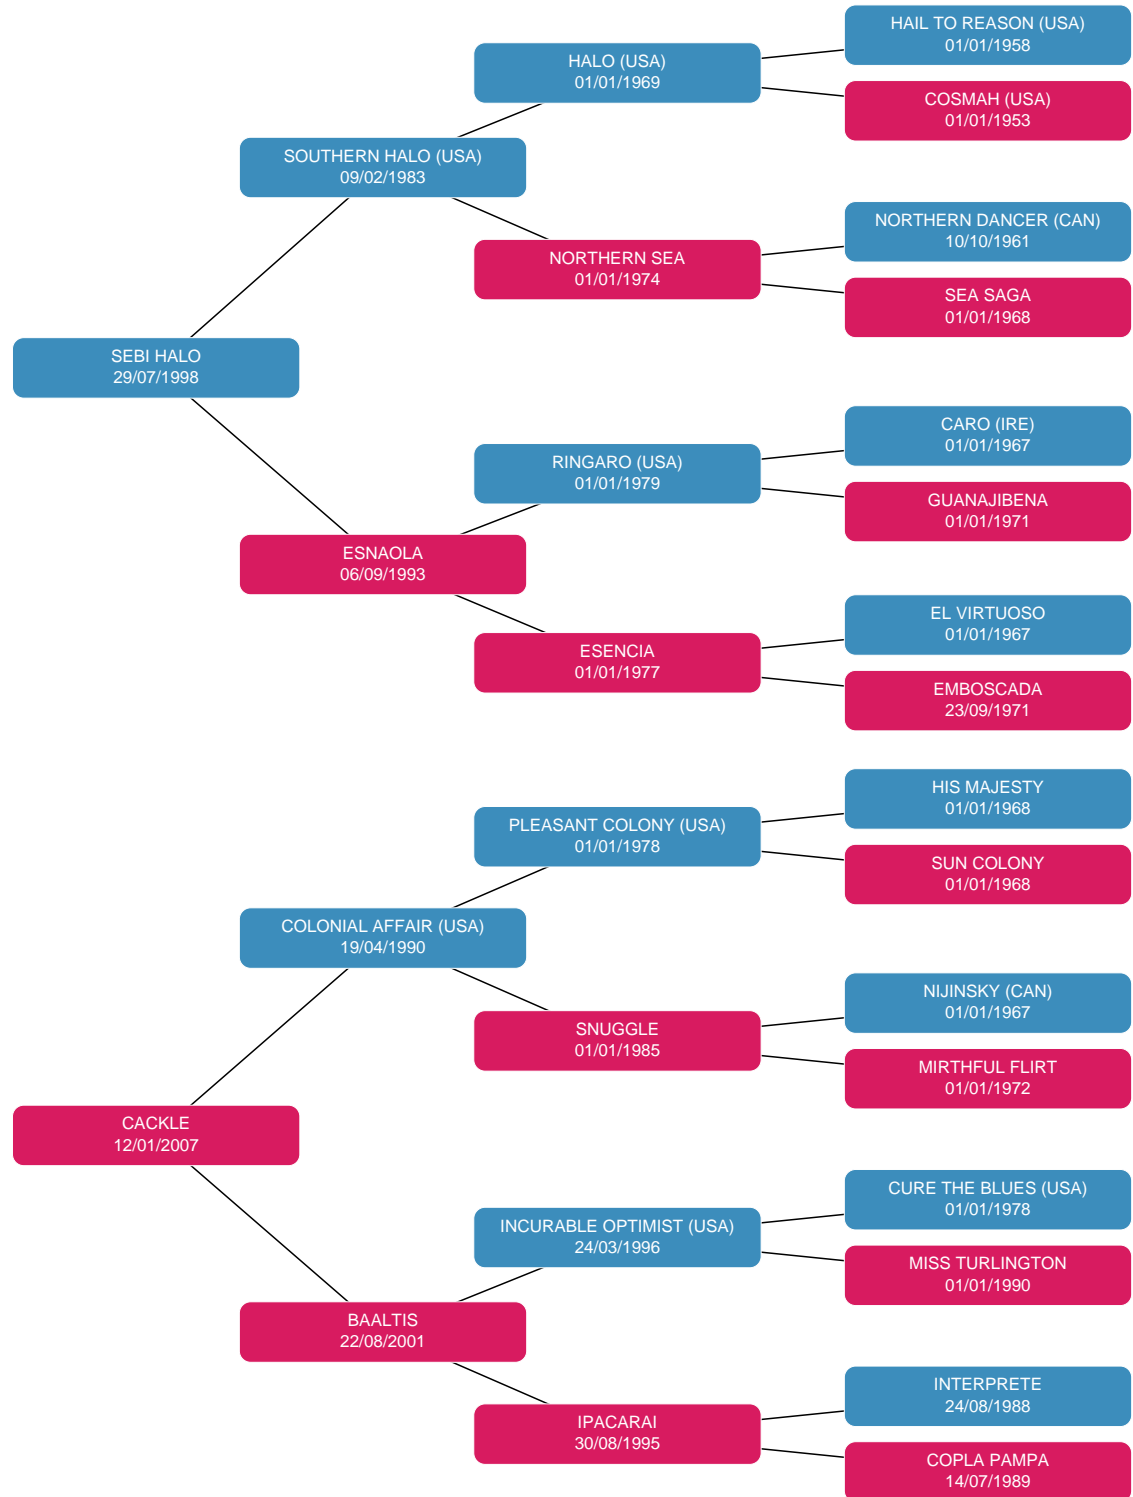 HAIL TO REASON (USA)
01/01/1958
HALO (USA)
01/01/1969
COSMAH (USA)
01/01/1953
SOUTHERN HALO (USA)
09/02/1983
NORTHERN DANCER (CAN)
10/10/1961
NORTHERN SEA
01/01/1974
SEA SAGA
01/01/1968
SEBI HALO
29/07/1998
CARO (IRE)
01/01/1967
RINGARO (USA)
01/01/1979
GUANAJIBENA
01/01/1971
ESNAOLA
06/09/1993
EL VIRTUOSO
01/01/1967
ESENCIA
01/01/1977
EMBOSCADA
23/09/1971
HIS MAJESTY
01/01/1968
PLEASANT COLONY (USA)
01/01/1978
SUN COLONY
01/01/1968
COLONIAL AFFAIR (USA)
19/04/1990
NIJINSKY (CAN)
01/01/1967
SNUGGLE
01/01/1985
MIRTHFUL FLIRT
01/01/1972
CACKLE
12/01/2007
CURE THE BLUES (USA)
01/01/1978
INCURABLE OPTIMIST (USA)
24/03/1996
MISS TURLINGTON
01/01/1990
BAALTIS
22/08/2001
INTERPRETE
24/08/1988
IPACARAI
30/08/1995
COPLA PAMPA
14/07/1989